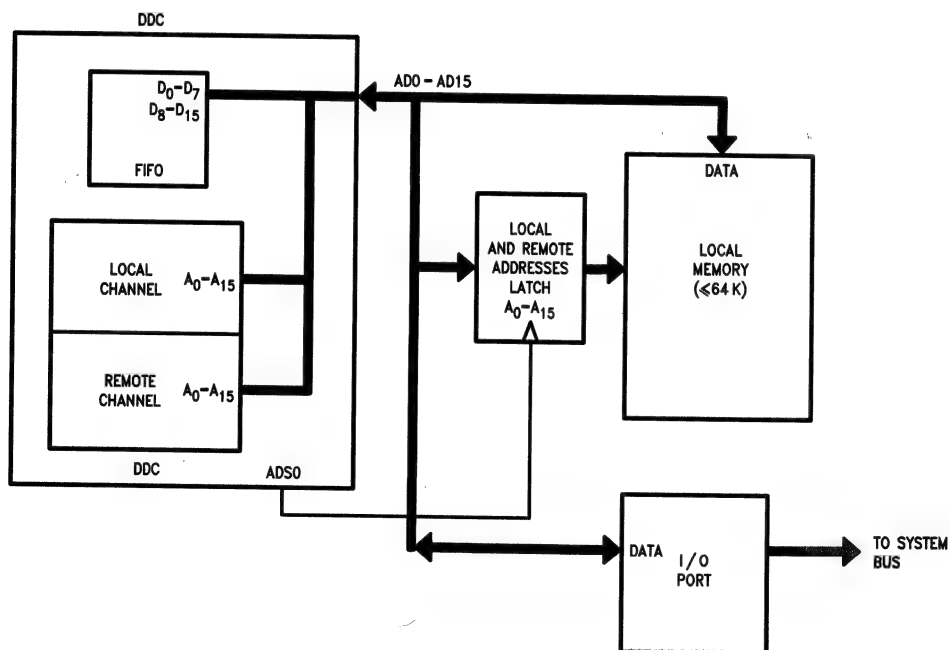 DDC
D0-D7
D8-D15
FIFO
LOCAL
CHANNEL
A0-A15
REMOTE
CHANNEL
A0-A15
DDC
ADS0
AD0-AD15
LOCAL
AND REMOTE
ADDRESSES
LATCH
A0-A15
DATA
LOCAL
MEMORY
(≤64 K)
DATA
I/O
PORT
TO SYSTEM
BUS